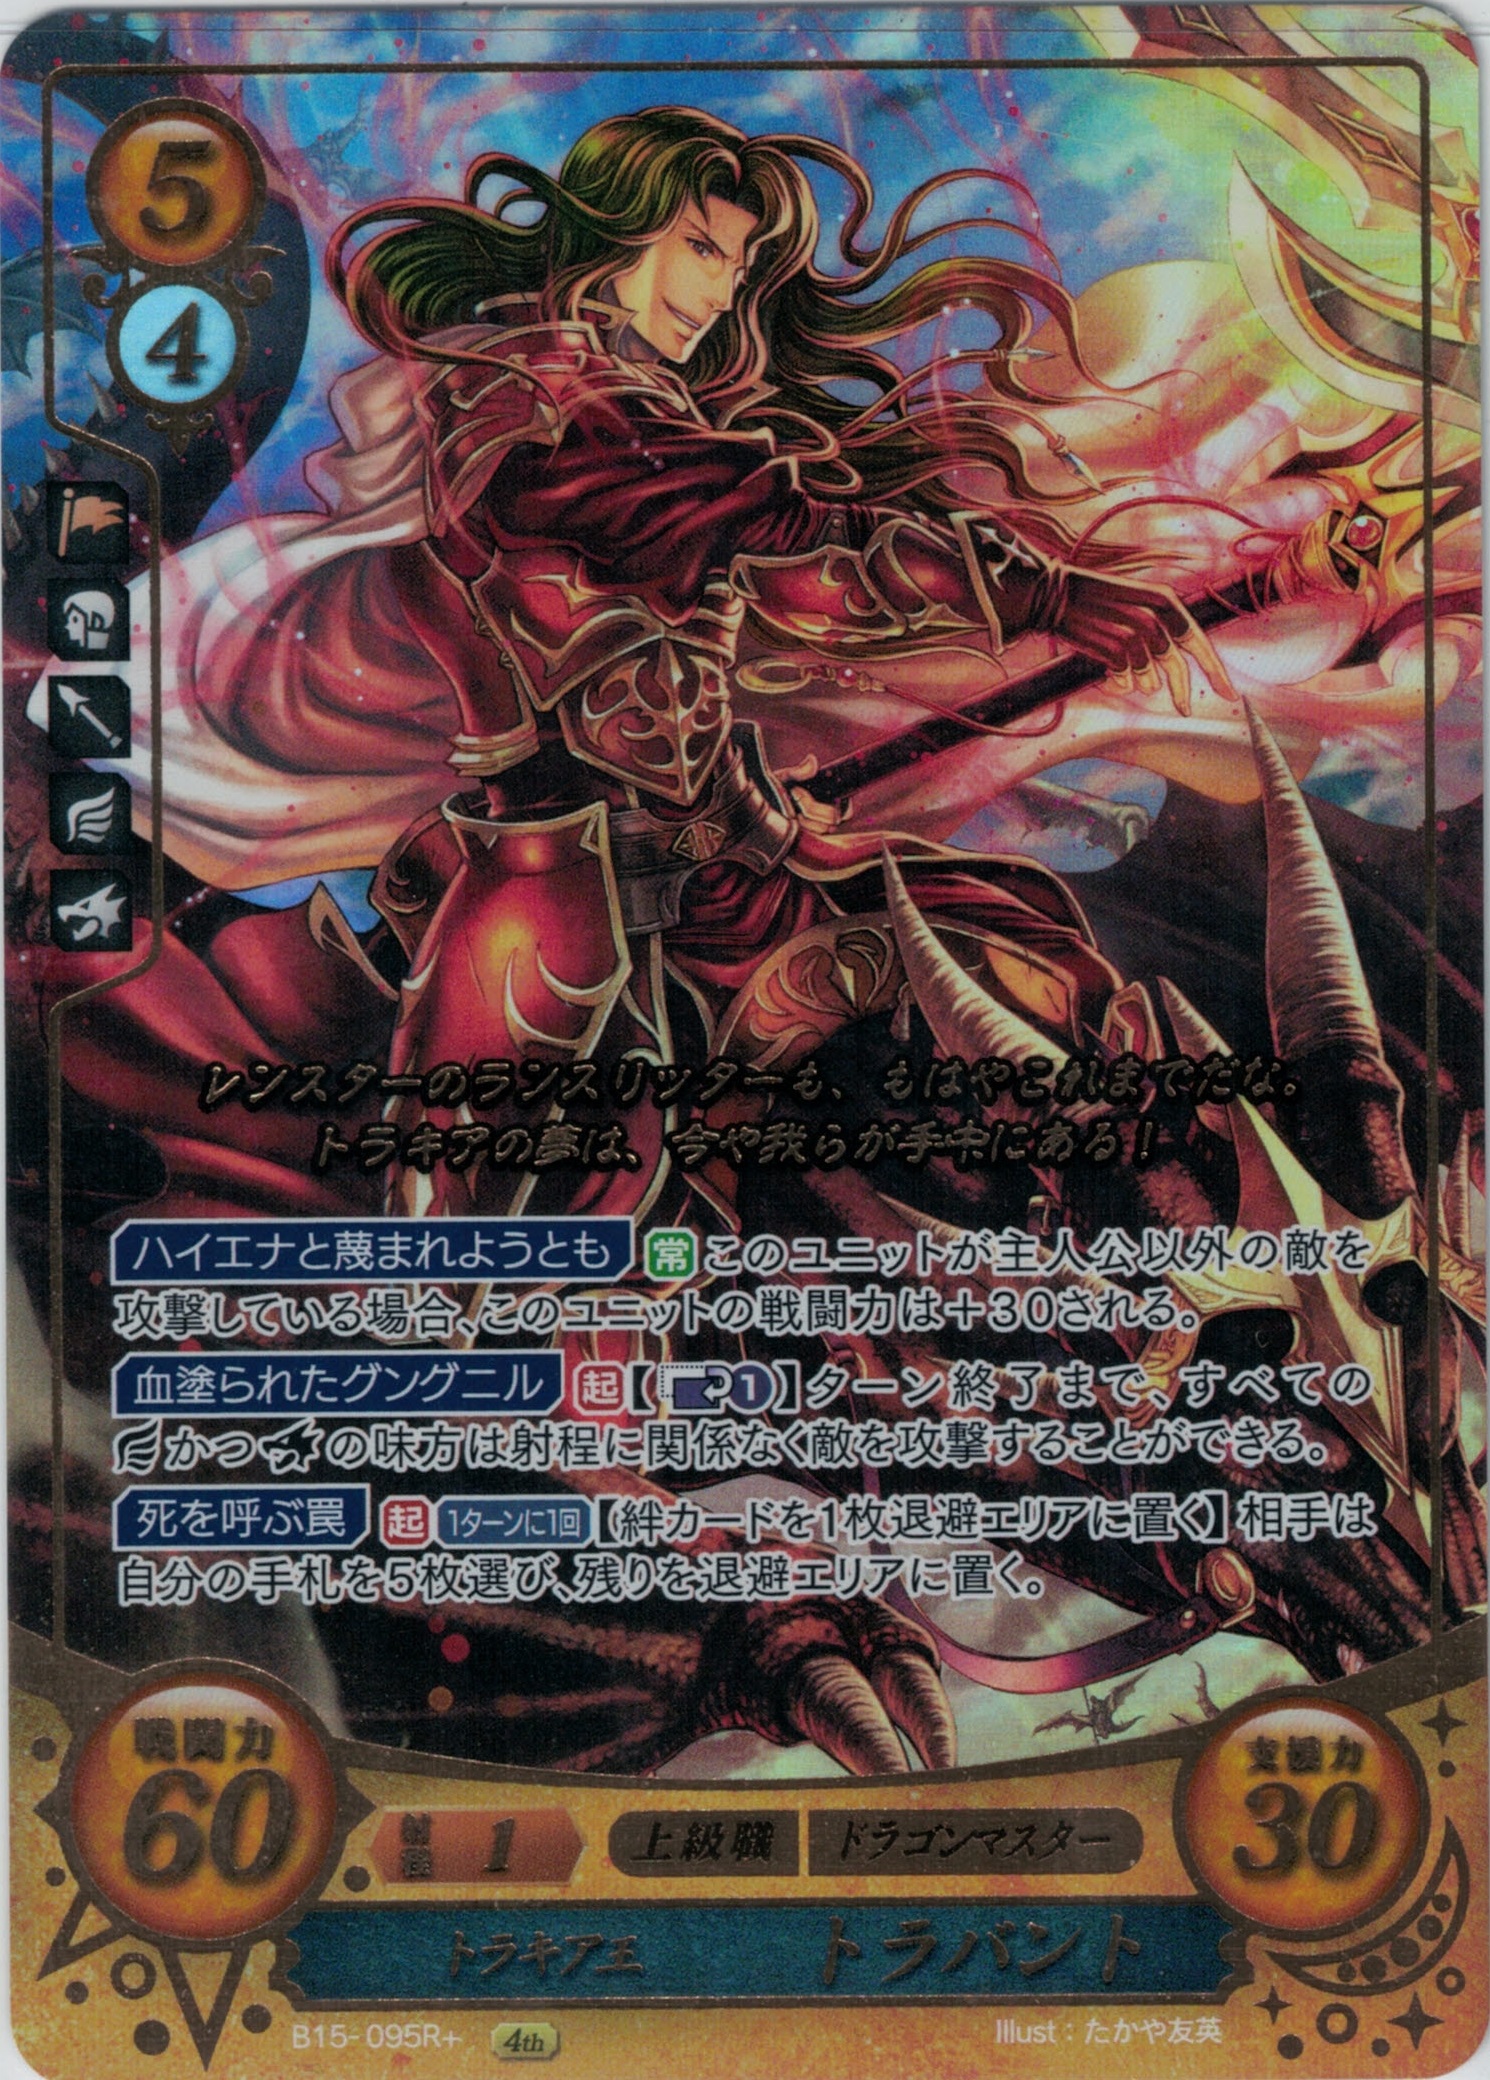 5
4
レンスターのランスリッターも、もはやこれまでだな。
トラキアの夢は、今や我らが手中にある！
ハイエナと蔑まれようとも 常 このユニットが主人公以外の敵を
攻撃している場合、このユニットの戦闘力は＋30される。
血塗られたグングニル 起【1】ターン終了まで、すべての
かつの味方は射程に関係なく敵を攻撃することができる。
死を呼ぶ罠 起 1ターンに1回【絆カードを1枚退避エリアに置く】相手は
自分の手札を5枚選び、残りを退避エリアに置く。
戦闘力
60
射程 1
上級職 ドラゴンマスター
支援力
30
トラキア王 トラバント
B15-095R+ 4th Illust：たかや友英